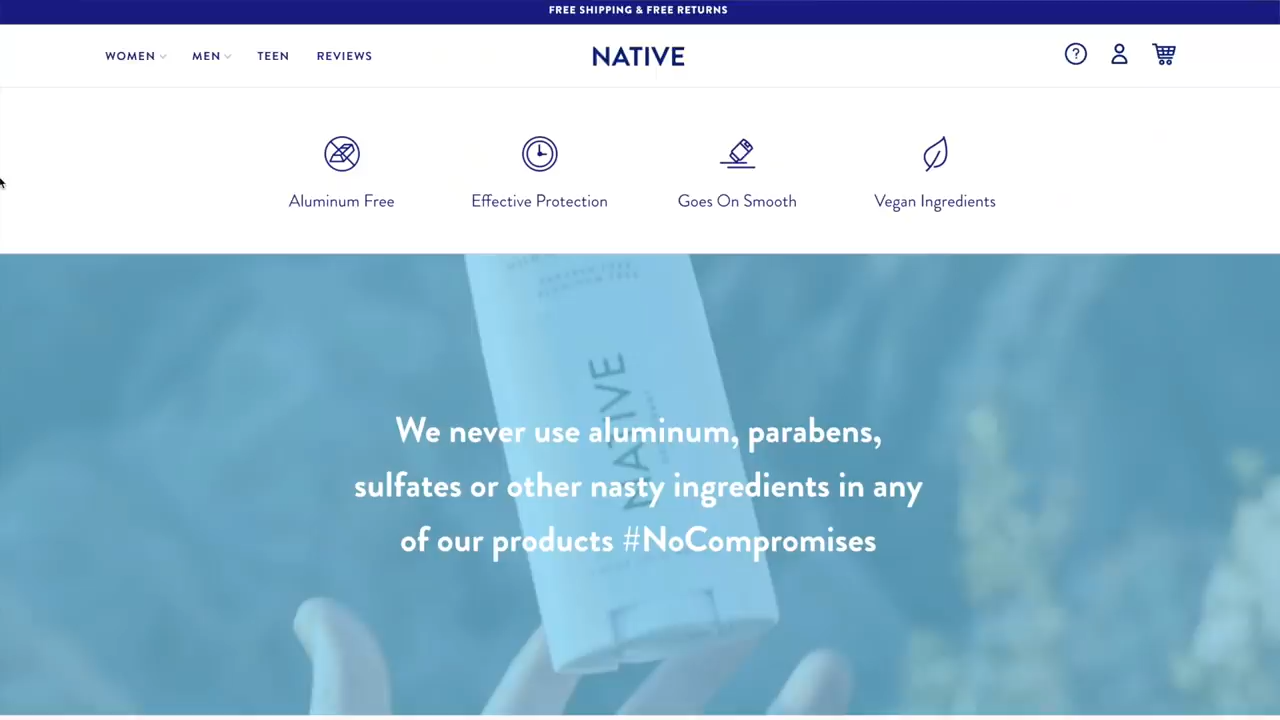 FREE SHIPPING & FREE RETURNS
WOMEN MEN TEEN REVIEWS
NATIVE
Aluminum Free
Effective Protection
Goes On Smooth
Vegan Ingredients
NATIVE
We never use aluminum, parabens,
sulfates or other nasty ingredients in any
of our products #NoCompromises